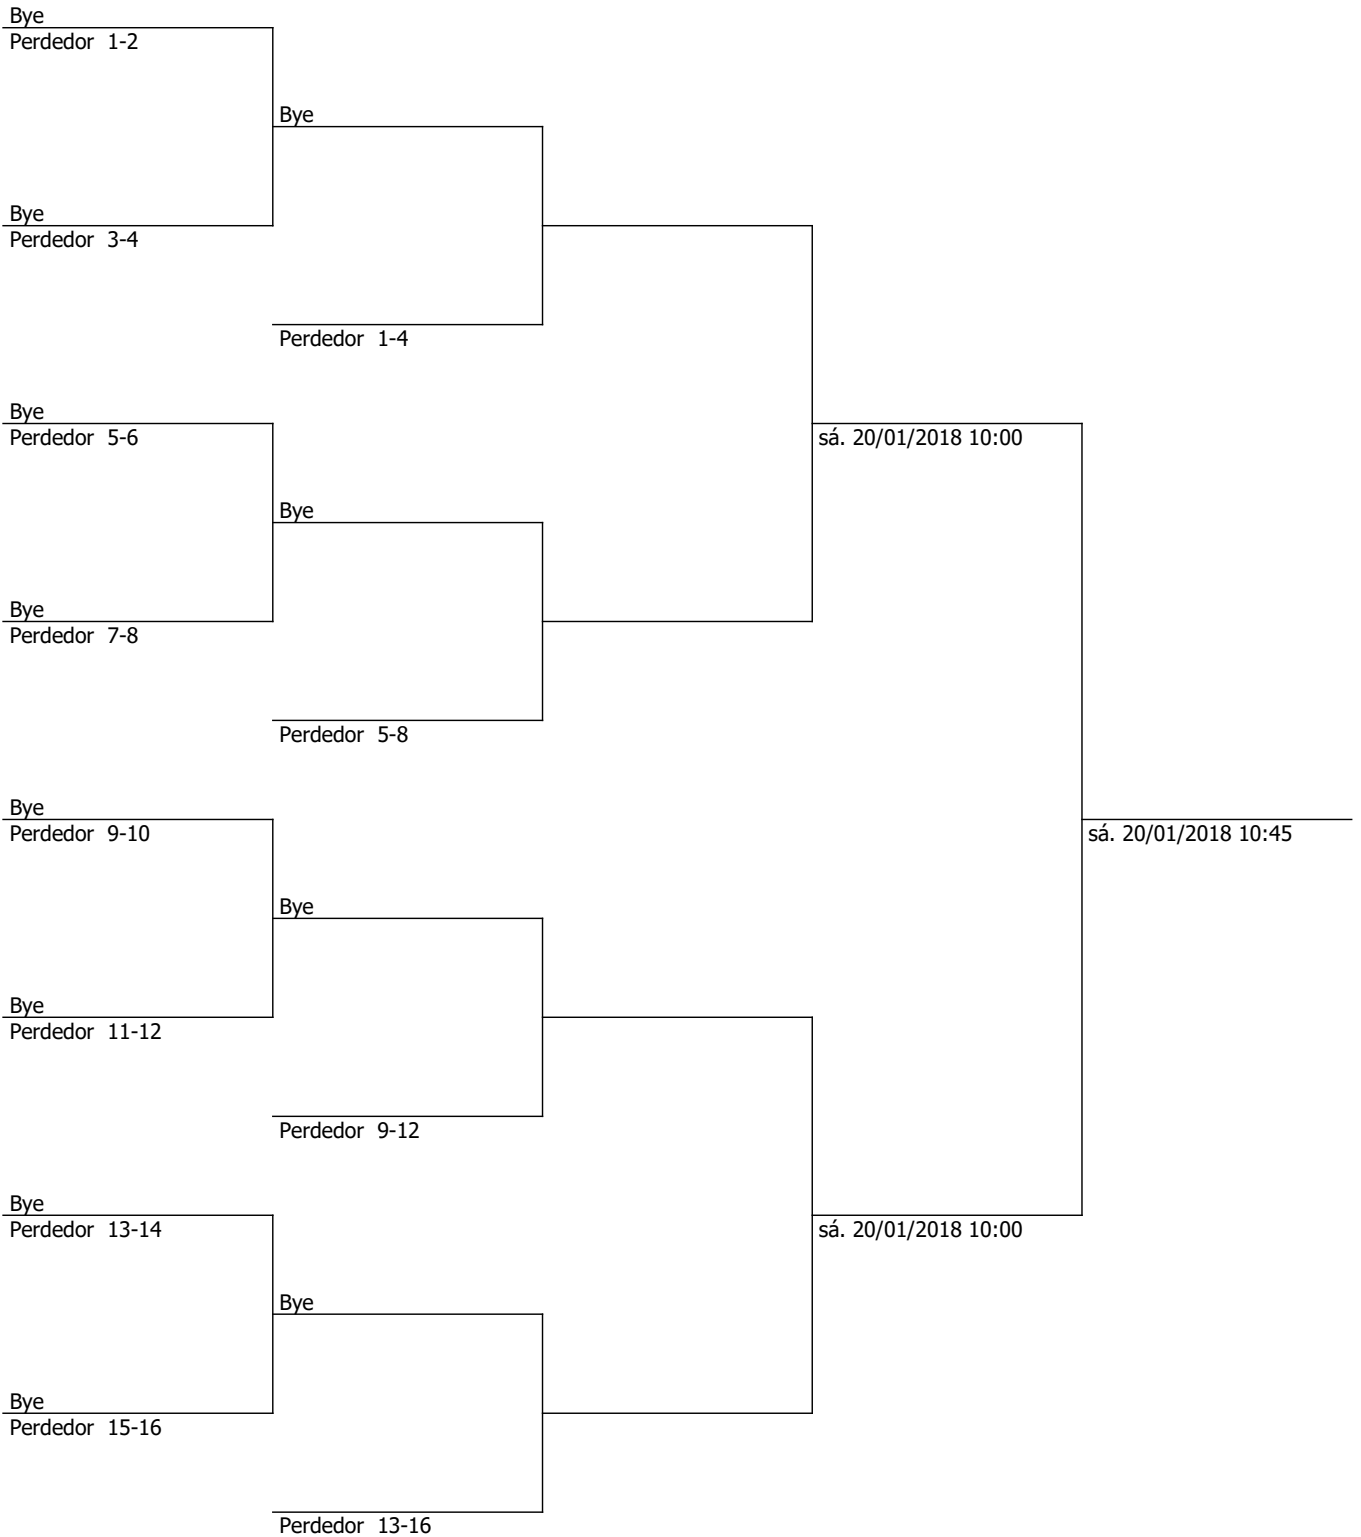 Bye
Perdedor 1-2
Bye
Bye
Perdedor 3-4
Perdedor 1-4
Bye
Perdedor 5-6
sá. 20/01/2018 10:00
Bye
Bye
Perdedor 7-8
Perdedor 5-8
Bye
Perdedor 9-10
sá. 20/01/2018 10:45
Bye
Bye
Perdedor 11-12
Perdedor 9-12
Bye
Perdedor 13-14
sá. 20/01/2018 10:00
Bye
Bye
Perdedor 15-16
Perdedor 13-16